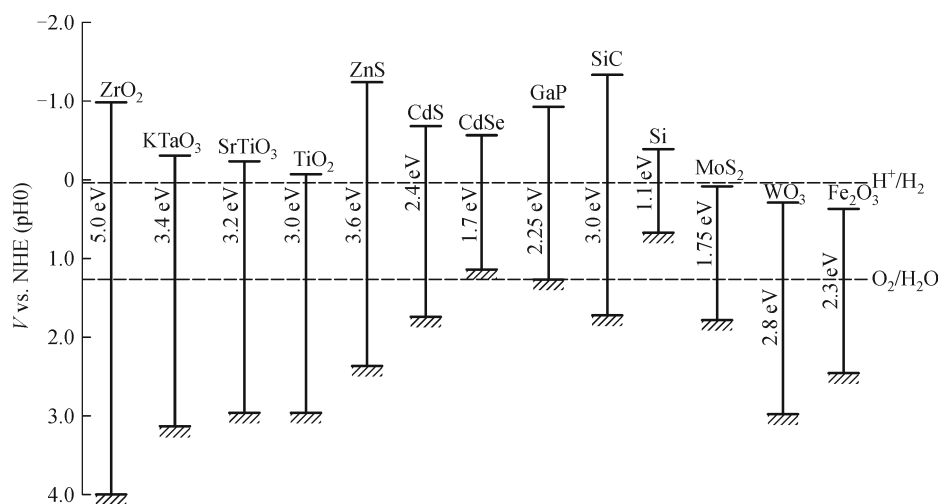 −2.0
−1.0
0
1.0
2.0
3.0
4.0
V vs. NHE (pH0)
ZrO₂
5.0 eV
KTaO₃
3.4 eV
SrTiO₃
3.2 eV
TiO₂
3.0 eV
ZnS
3.6 eV
CdS
2.4 eV
CdSe
1.7 eV
GaP
2.25 eV
SiC
3.0 eV
Si
1.1 eV
MoS₂
1.75 eV
WO₃
2.8 eV
Fe₂O₃
2.3eV
H⁺/H₂
O₂/H₂O